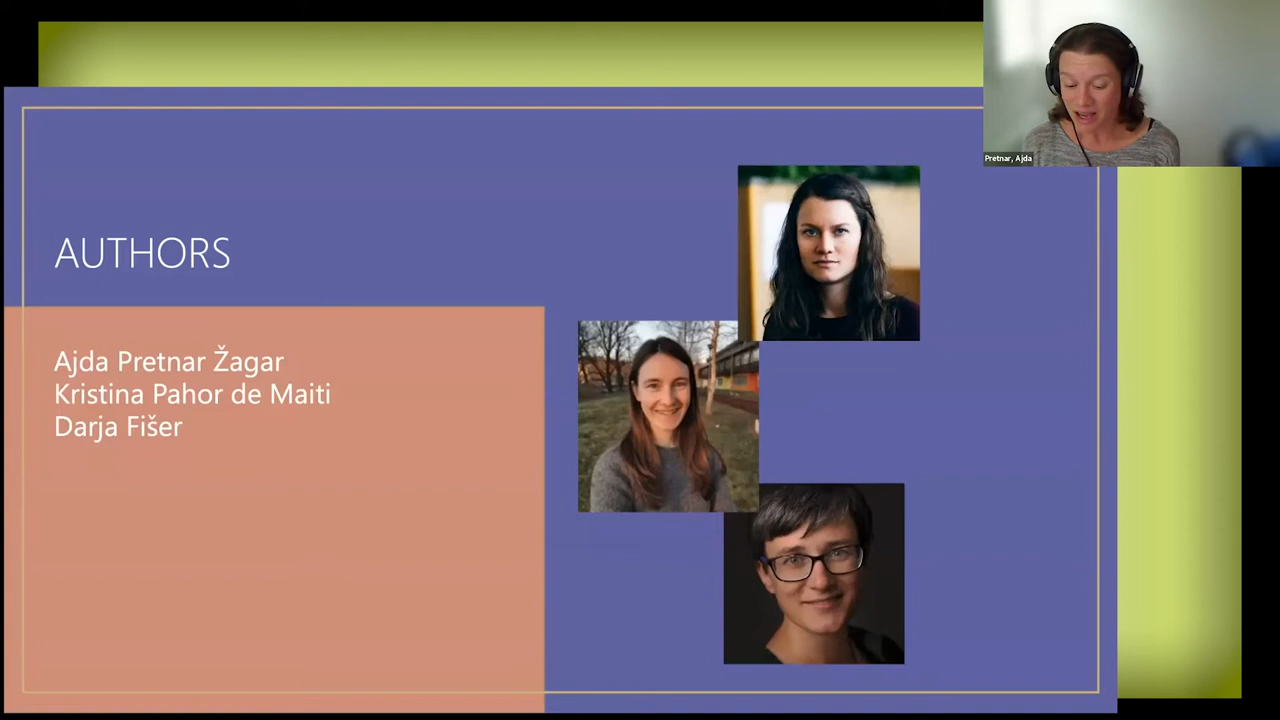 Pretnar, Ajda
AUTHORS
Ajda Pretnar Žagar
Kristina Pahor de Maiti
Darja Fišer